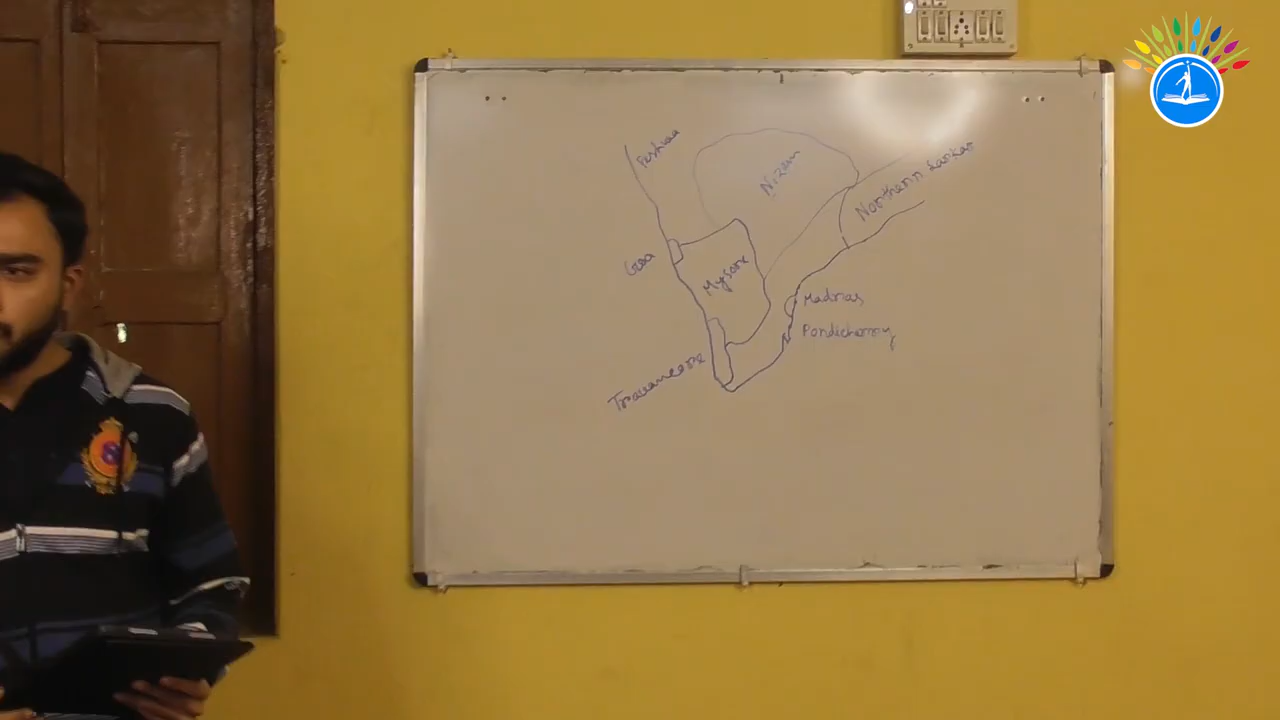 Peshwa
Nizam
Northern Sarkar
Goa
Mysore
Madras
Pondicherry
Travancore